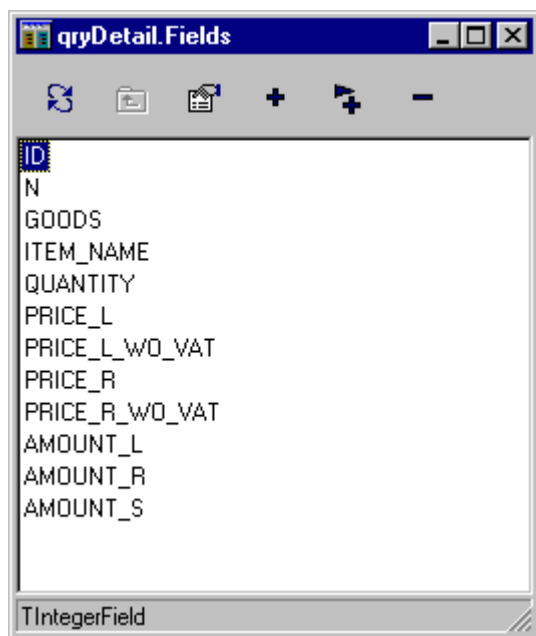 qryDetail.Fields
ID
N
GOODS
ITEM_NAME
QUANTITY
PRICE_L
PRICE_L_WO_VAT
PRICE_R
PRICE_R_WO_VAT
AMOUNT_L
AMOUNT_R
AMOUNT_S
TIntegerField